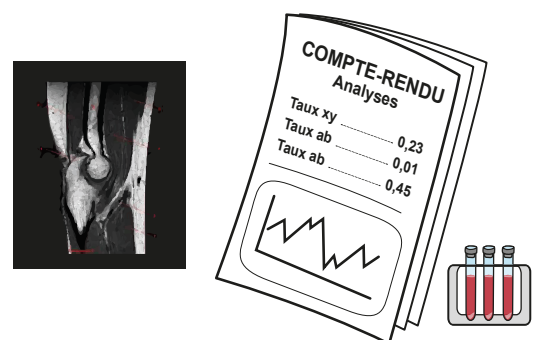 COMPTE-RENDU
Analyses
Taux xy ........... 0,23
Taux ab ........... 0,01
Taux ab ........... 0,45